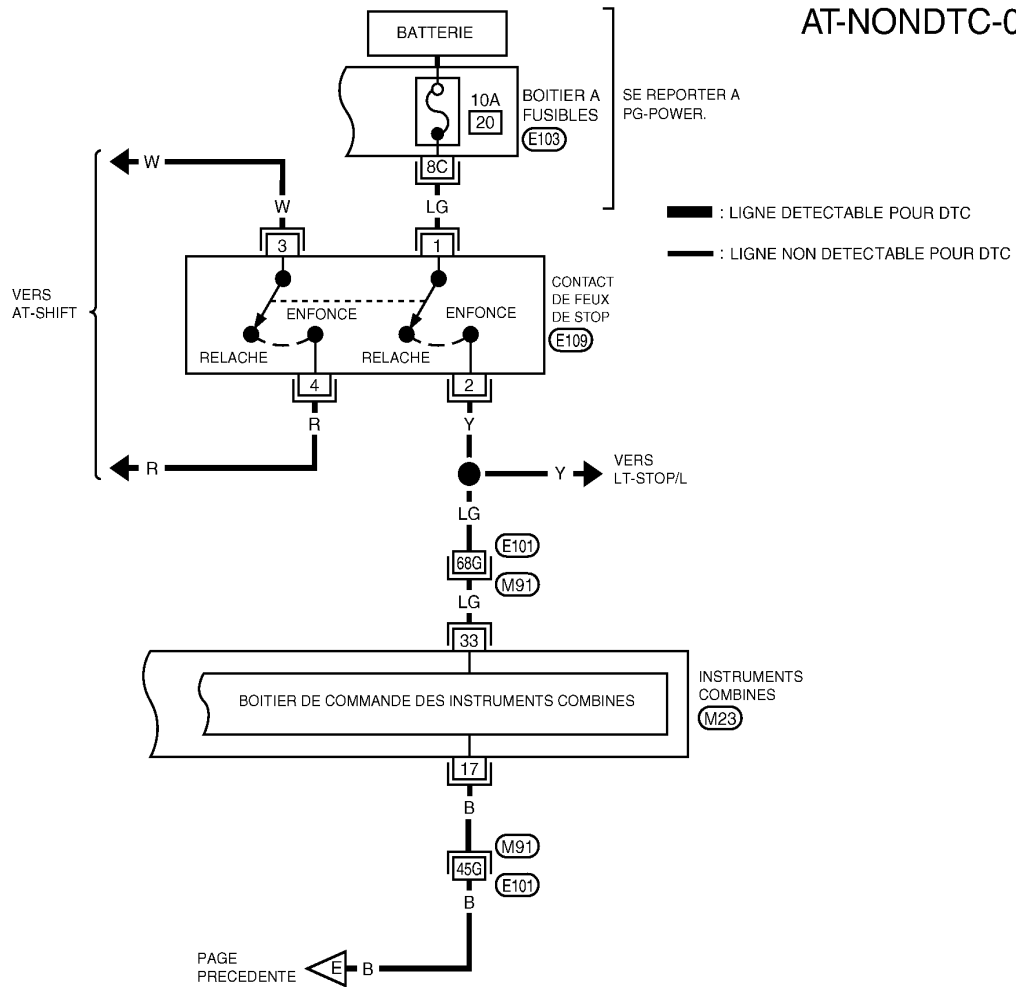 AT-NONDTC-0
BATTERIE
10A
20
BOITIER A
FUSIBLES
E103
SE REPORTER A
PG-POWER.
8C
W
W
LG
: LIGNE DETECTABLE POUR DTC
: LIGNE NON DETECTABLE POUR DTC
3
1
VERS
AT-SHIFT
ENFONCE
ENFONCE
RELACHE
RELACHE
CONTACT
DE FEUX
DE STOP
E109
4
2
R
Y
R
Y
VERS
LT-STOP/L
LG
68G
E101
M91
LG
33
BOITIER DE COMMANDE DES INSTRUMENTS COMBINES
INSTRUMENTS
COMBINES
M23
17
B
M91
45G
E101
B
PAGE
PRECEDENTE
E
B